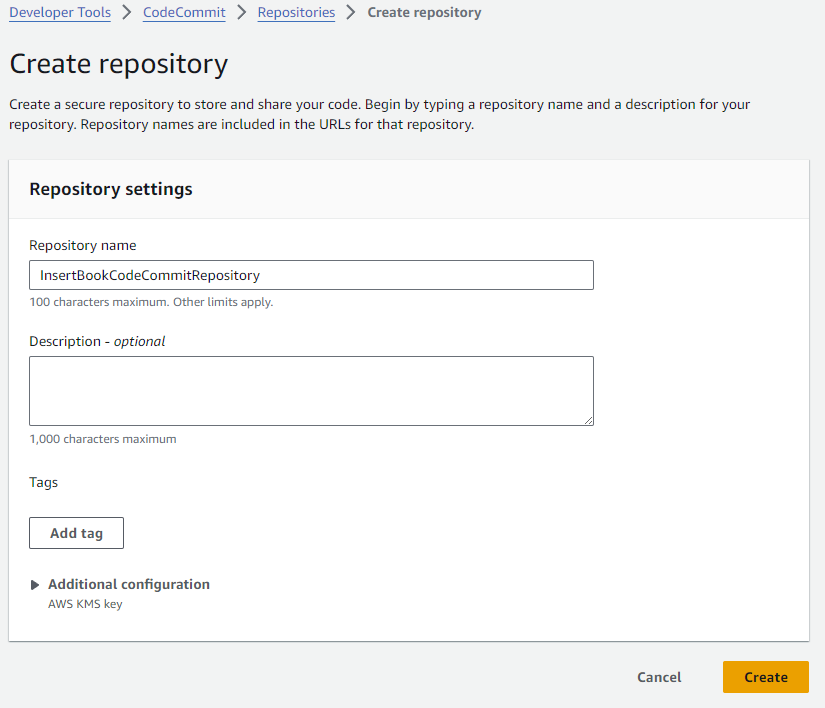 Developer Tools > CodeCommit > Repositories > Create repository
Create repository
Create a secure repository to store and share your code. Begin by typing a repository name and a description for your
repository. Repository names are included in the URLs for that repository.
Repository settings
Repository name
InsertBookCodeCommitRepository
100 characters maximum. Other limits apply.
Description - optional
1,000 characters maximum
Tags
Add tag
Additional configuration
AWS KMS key
Cancel Create